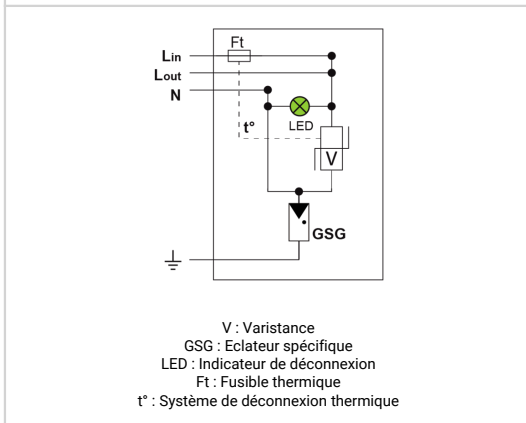 Ft
Lin
Lout
N
LED
t°
V
GSG
V : Varistance
GSG : Eclateur spécifique
LED : Indicateur de déconnexion
Ft : Fusible thermique
t° : Système de déconnexion thermique